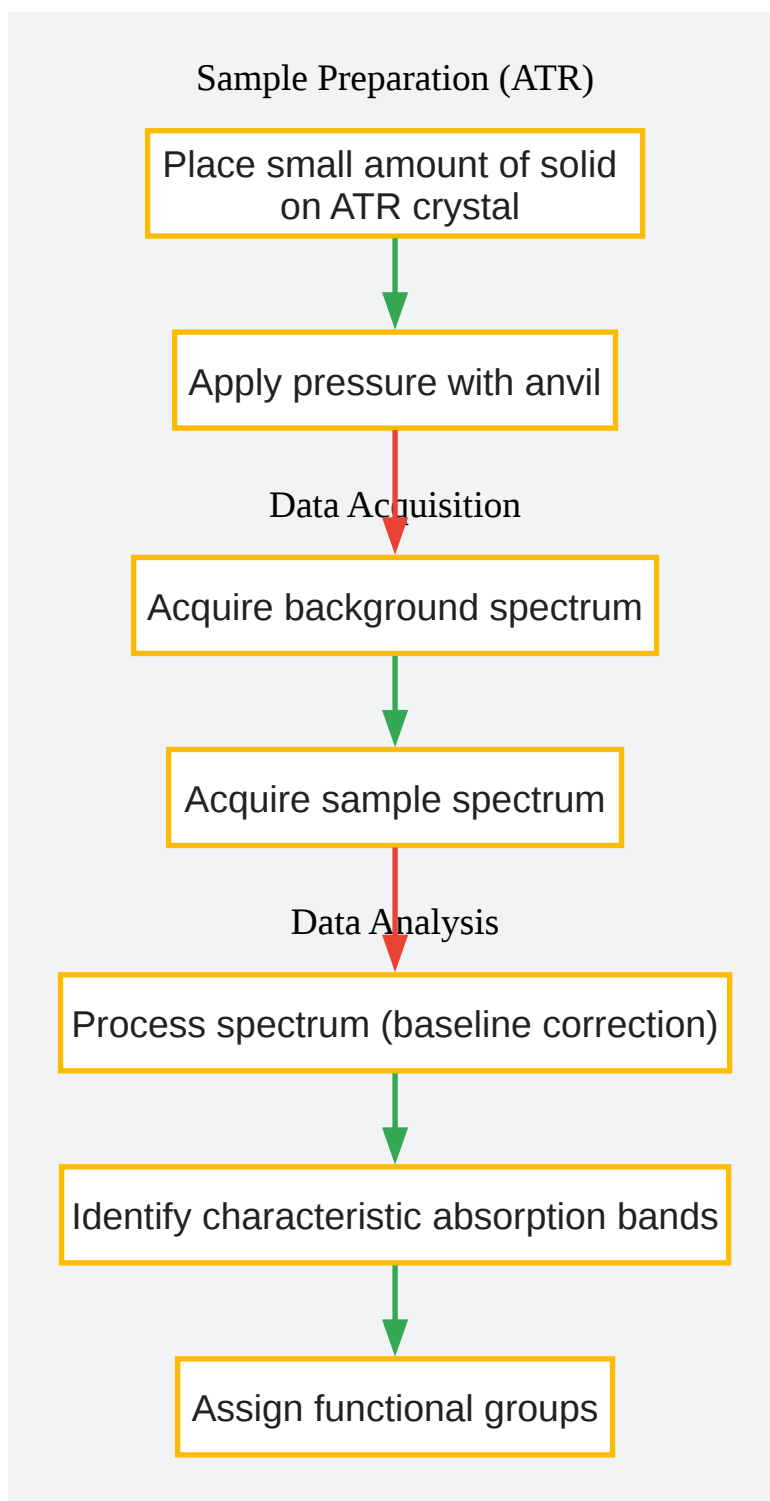 Sample Preparation (ATR)
Place small amount of solid
on ATR crystal
Apply pressure with anvil
Data Acquisition
Acquire background spectrum
Acquire sample spectrum
Data Analysis
Process spectrum (baseline correction)
Identify characteristic absorption bands
Assign functional groups